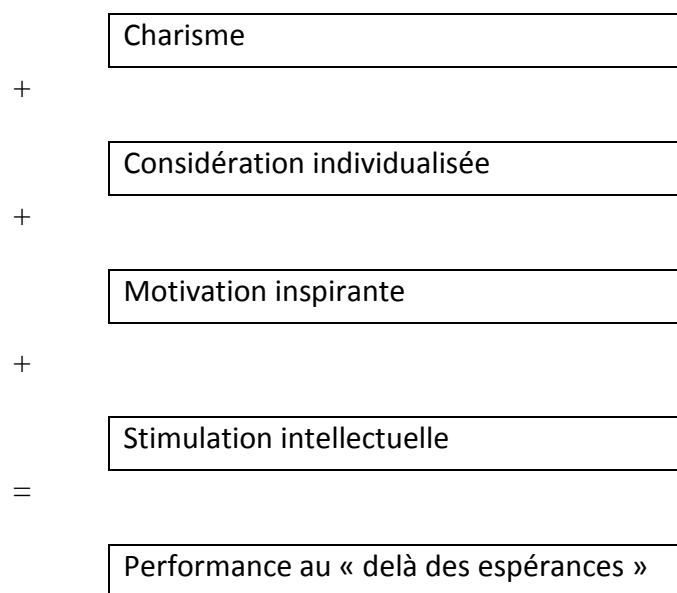 Charisme
+
Considération individualisée
+
Motivation inspirante
+
Stimulation intellectuelle
=
Performance au « delà des espérances »